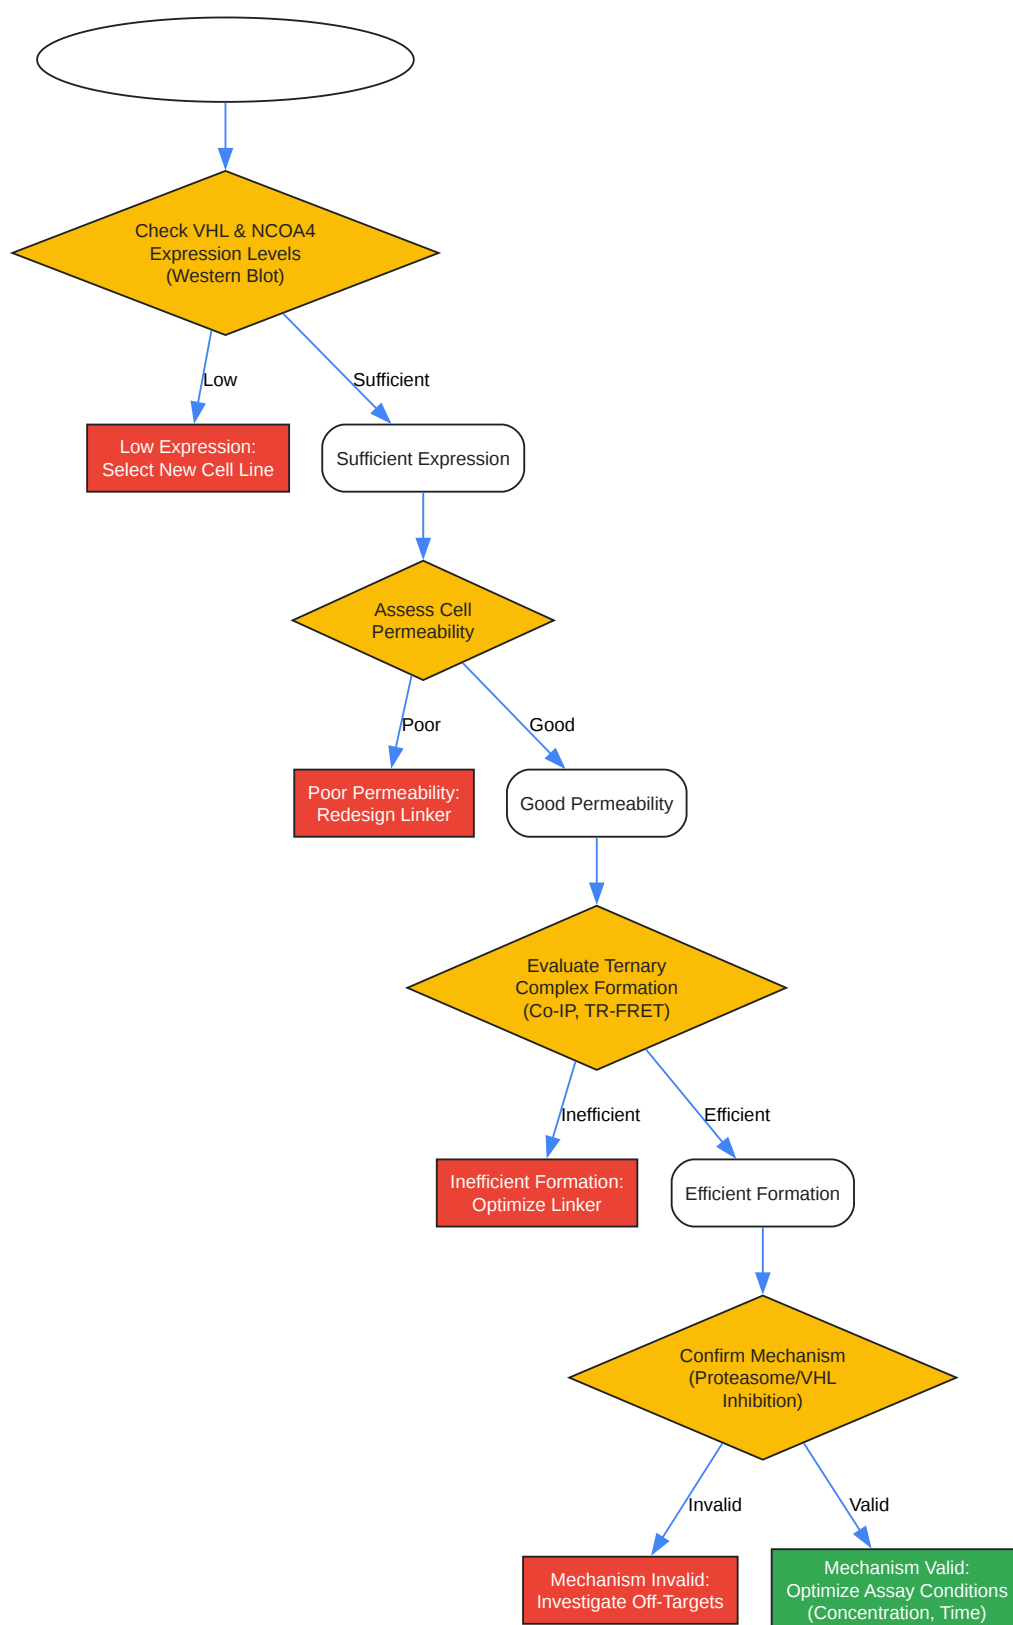 Check VHL & NCOA4
Expression Levels
(Western Blot)
Low
Sufficient
Low Expression:
Select New Cell Line
Sufficient Expression
Assess Cell
Permeability
Poor
Good
Poor Permeability:
Redesign Linker
Good Permeability
Evaluate Ternary
Complex Formation
(Co-IP, TR-FRET)
Inefficient
Efficient
Inefficient Formation:
Optimize Linker
Efficient Formation
Confirm Mechanism
(Proteasome/VHL
Inhibition)
Invalid
Valid
Mechanism Invalid:
Investigate Off-Targets
Mechanism Valid:
Optimize Assay Conditions
(Concentration, Time)